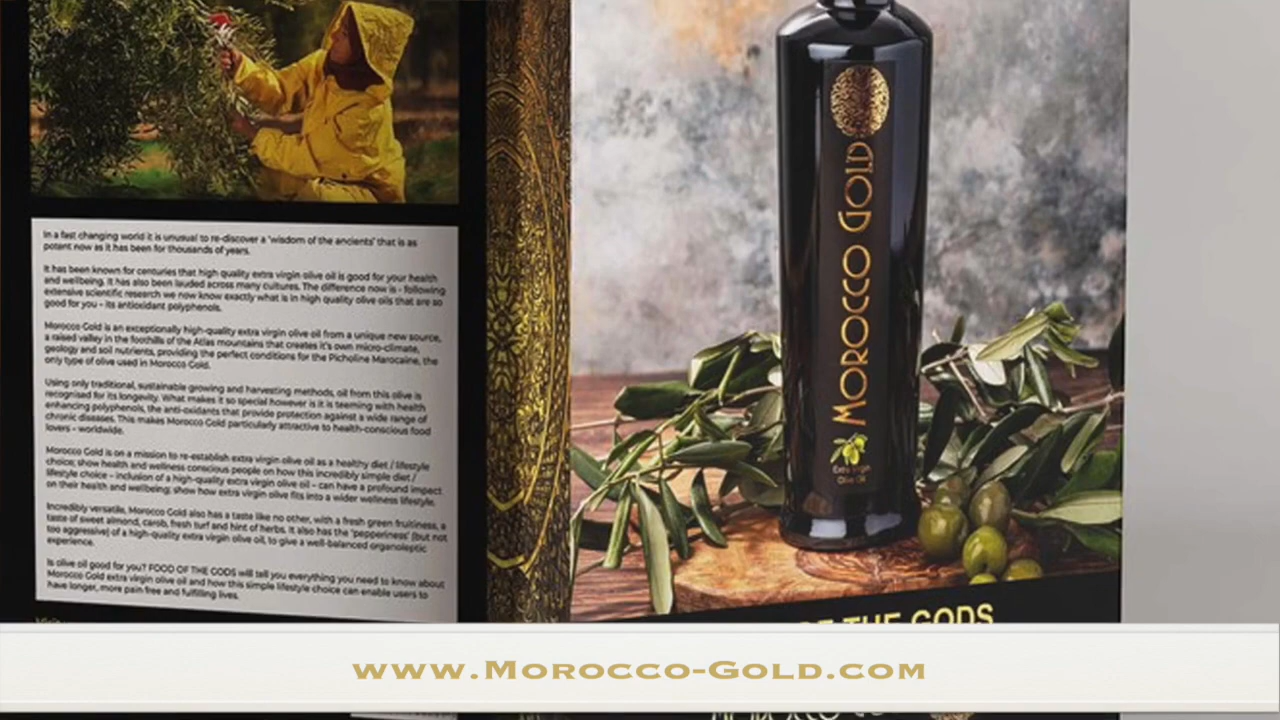 In a fast changing world it is unusual to re-discover a 'wisdom of the ancients' that is as
potent now as it has been for thousands of years.
It has been known for centuries that high quality extra virgin olive oil is good for your health
and wellbeing. It has also been lauded across many cultures. The difference now is - following
extensive scientific research we now know exactly what is in high quality olive oils that are so
good for you - its antioxidant polyphenols.
Morocco Gold is an exceptionally high-quality extra virgin olive oil from a unique new source,
a raised valley in the foothills of the Atlas mountains that creates it's own micro-climate,
geology and soil nutrients, providing the perfect conditions for the Picholine Marocaine, the
only type of olive used in Morocco Gold.
Using only traditional, sustainable growing and harvesting methods, oil from this olive is
recognised for its longevity. What makes it so special however is it is teeming with health
enhancing polyphenols, the anti-oxidants that provide protection against a wide range of
chronic diseases. This makes Morocco Gold particularly attractive to health-conscious food
lovers - worldwide.
Morocco Gold is on a mission to re-establish extra virgin olive oil as a healthy diet / lifestyle
choice; show health and wellness conscious people on how this incredibly simple diet /
lifestyle choice - inclusion of a high-quality extra virgin olive oil - can have a profound impact
on their health and wellbeing; show how extra virgin olive fits into a wider wellness lifestyle.
Incredibly versatile, Morocco Gold also has a taste like no other, with a fresh green fruitiness, a
taste of sweet almond, carob, fresh turf and hint of herbs. It also has the 'pepperiness' (but not
too aggressive) of a high-quality extra virgin olive oil, to give a well-balanced organoleptic
experience.
Is olive oil good for you? FOOD OF THE GODS will tell you everything you need to know about
Morocco Gold extra virgin olive oil and how this simple lifestyle choice can enable users to
have longer, more pain free and fulfilling lives.
MOROCCO GOLD
Extra Virgin
Olive Oil
THE GODS
www.Morocco-Gold.com